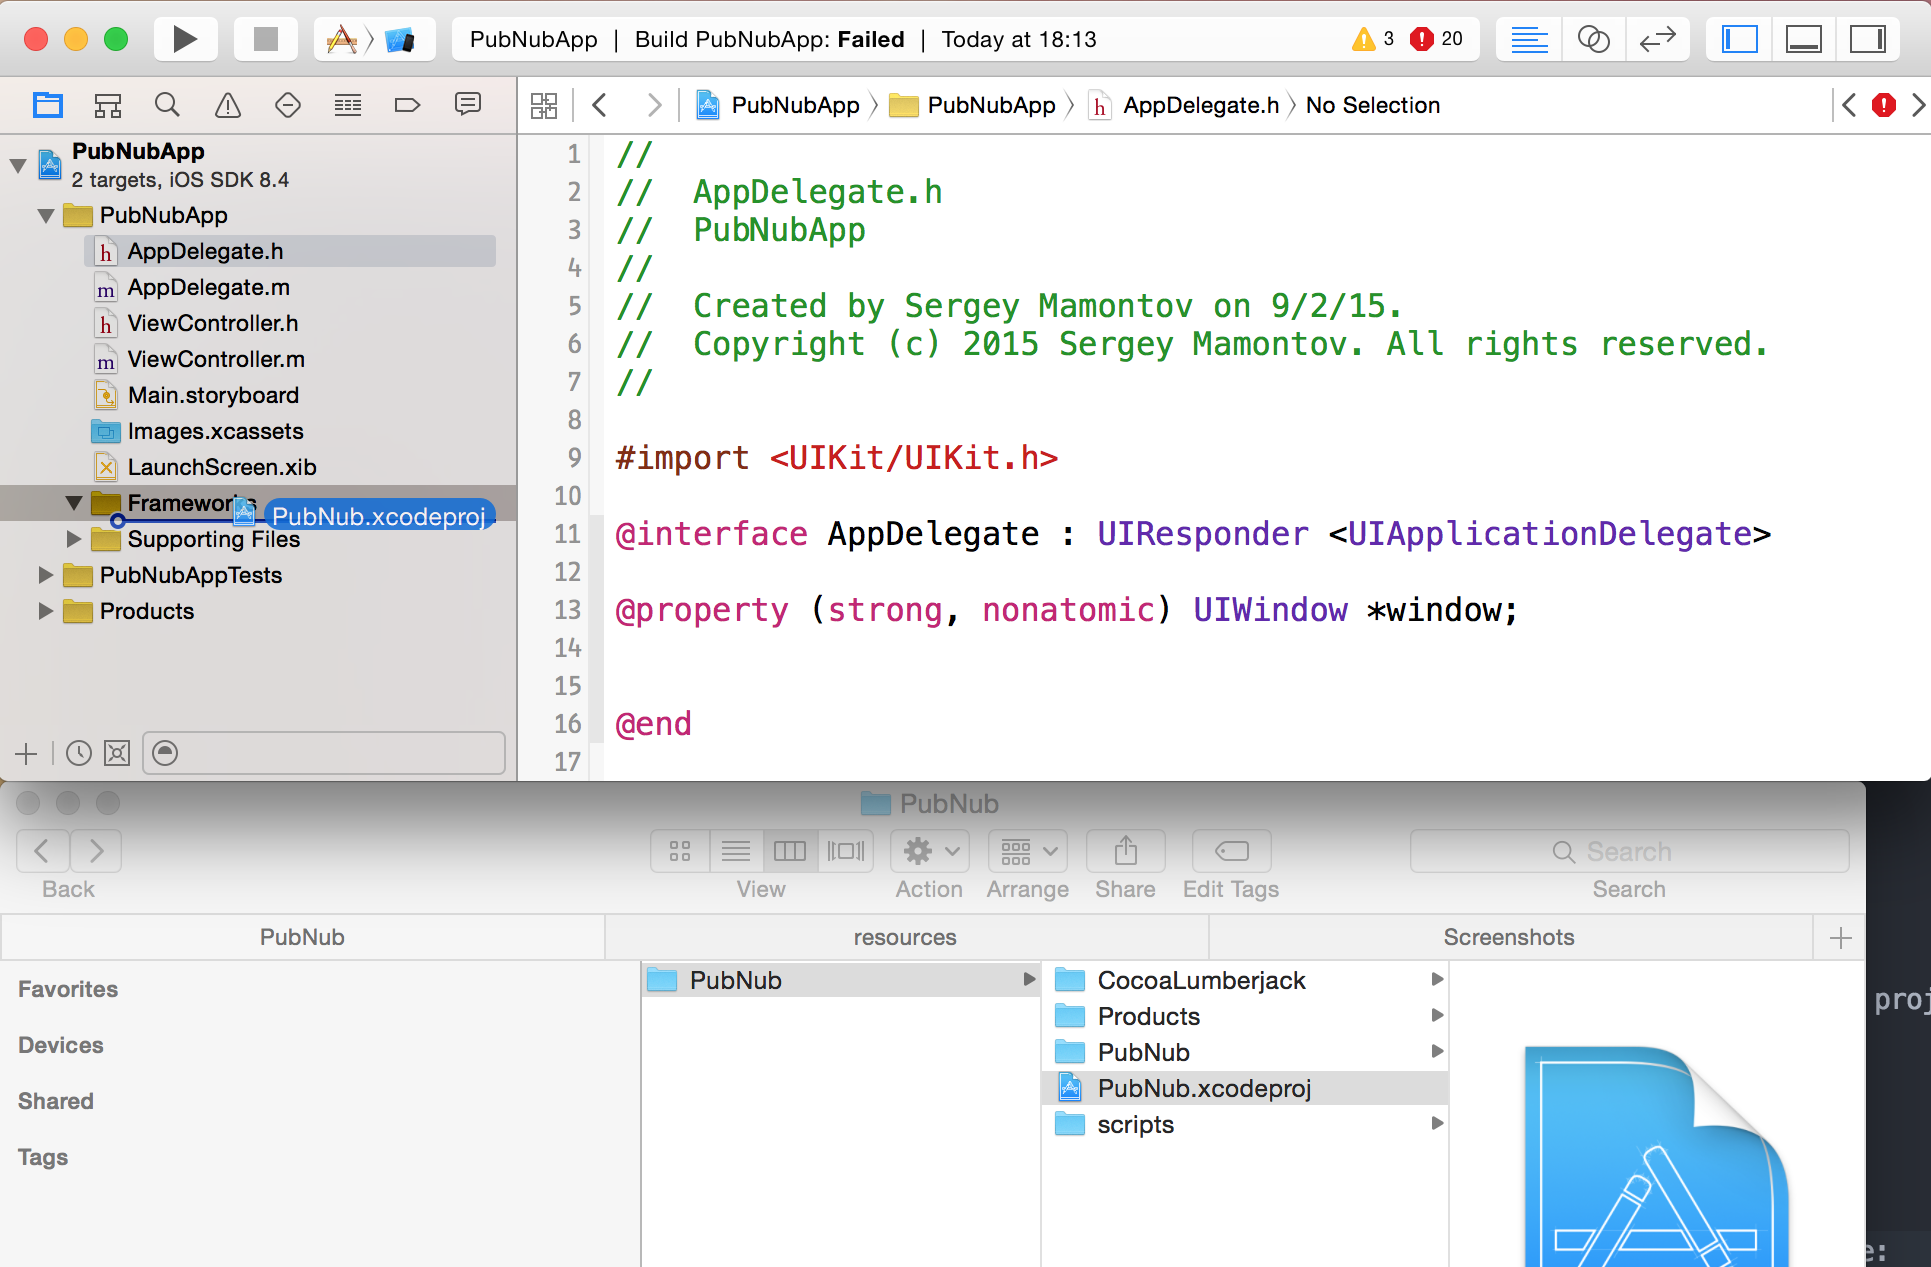 PubNubApp | Build PubNubApp: Failed | Today at 18:13 3 20
PubNubApp PubNubApp AppDelegate.h No Selection
PubNubApp
2 targets, iOS SDK 8.4
PubNubApp
AppDelegate.h
AppDelegate.m
ViewController.h
ViewController.m
Main.storyboard
Images.xcassets
LaunchScreen.xib
Frameworks PubNub.xcodeproj
Supporting Files
PubNubAppTests
Products
1 //
2 // AppDelegate.h
3 // PubNubApp
4 //
5 // Created by Sergey Mamontov on 9/2/15.
6 // Copyright (c) 2015 Sergey Mamontov. All rights reserved.
7 //
8
9 #import <UIKit/UIKit.h>
10
11 @interface AppDelegate : UIResponder <UIApplicationDelegate>
12
13 @property (strong, nonatomic) UIWindow *window;
14
15
16 @end
17
PubNub
Search
Back View Action Arrange Share Edit Tags Search
PubNub resources Screenshots
Favorites
Devices
Shared
Tags
PubNub
CocoaLumberjack
Products
PubNub
PubNub.xcodeproj
scripts
proj
e: